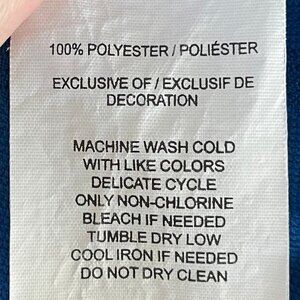 100% POLYESTER / POLIÉSTER
EXCLUSIVE OF / EXCLUSIF DE
DECORATION
MACHINE WASH COLD
WITH LIKE COLORS
DELICATE CYCLE
ONLY NON-CHLORINE
BLEACH IF NEEDED
TUMBLE DRY LOW
COOL IRON IF NEEDED
DO NOT DRY CLEAN